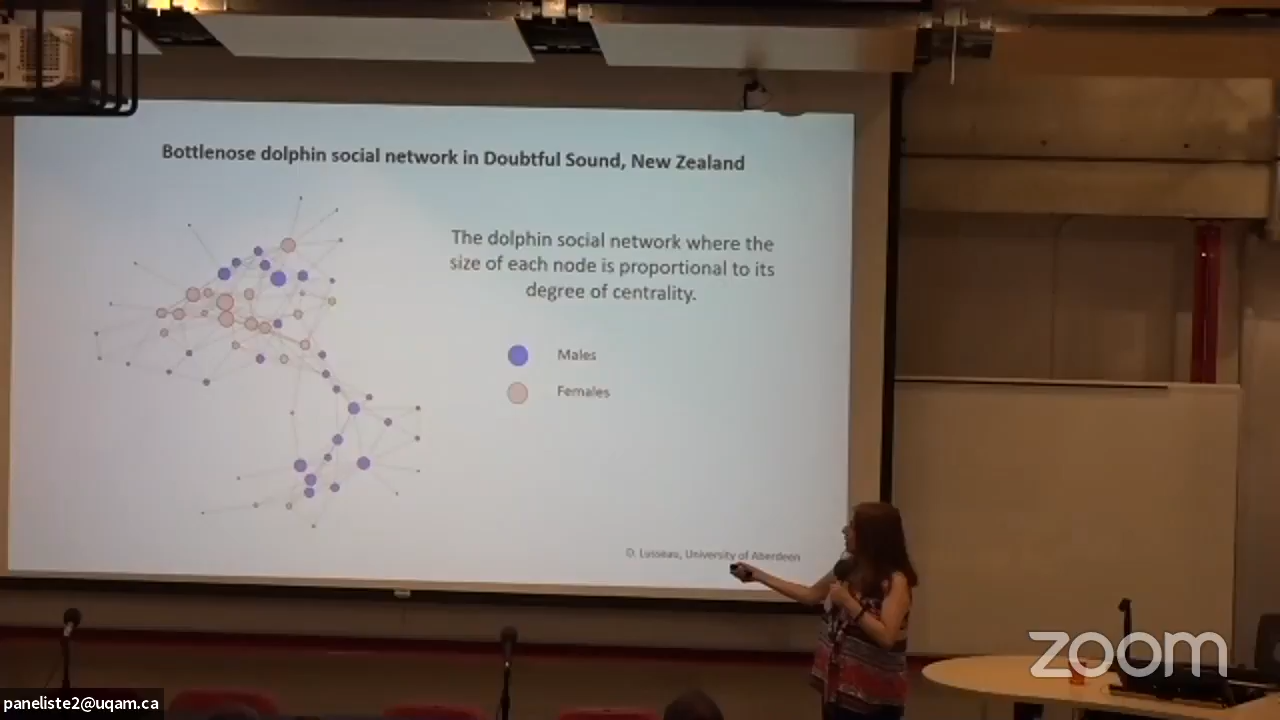 Bottlenose dolphin social network in Doubtful Sound, New Zealand
The dolphin social network where the
size of each node is proportional to its
degree of centrality.
Males
Females
D. Lusseau, University of Aberdeen
zoom
paneliste2@uqam.ca